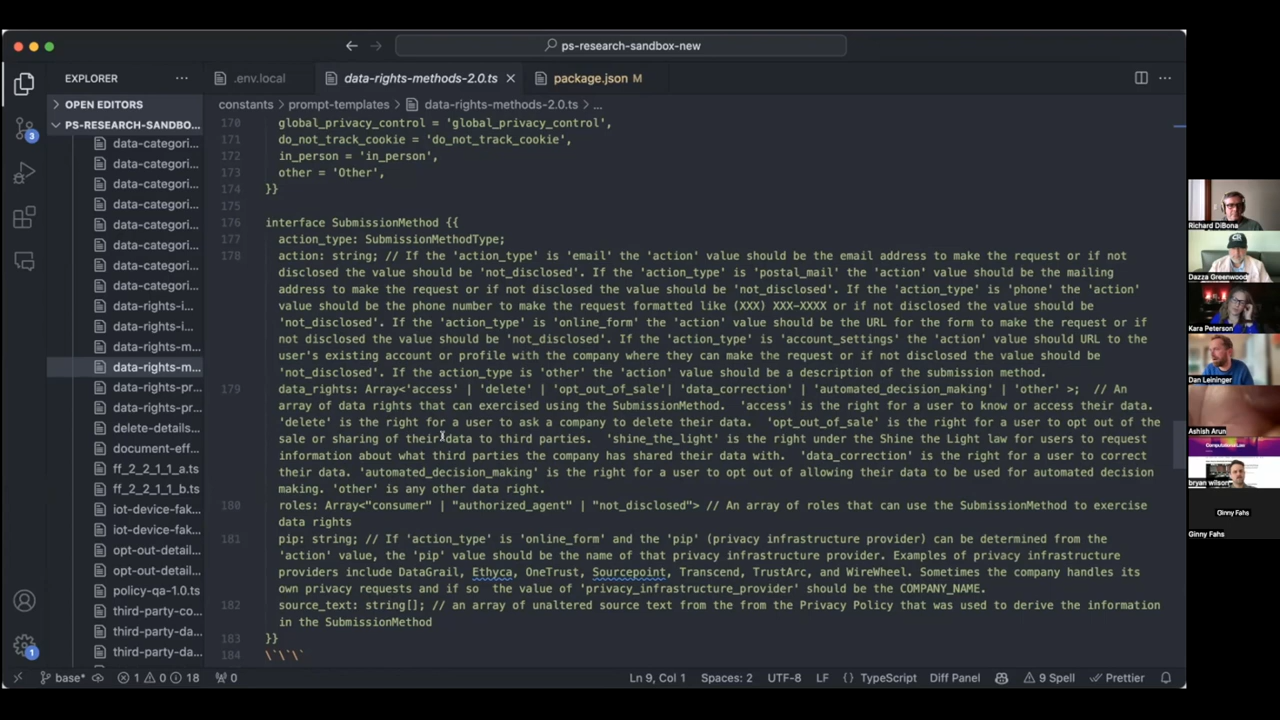 ps-research-sandbox-new
EXPLORER
.env.local
data-rights-methods-2.0.ts
package.json M
OPEN EDITORS
PS-RESEARCH-SANDBO...
constants > prompt-templates > data-rights-methods-2.0.ts > ...
data-categori...
data-categori...
data-categori...
data-categori...
data-categori...
data-categori...
data-categori...
data-categori...
data-rights-i...
data-rights-i...
data-rights-m...
data-rights-m...
data-rights-pr...
data-rights-pr...
delete-details...
document-eff...
ff_2_2_1_1_a.ts
ff_2_2_1_1_b.ts
iot-device-fak...
iot-device-fak...
opt-out-detail...
opt-out-detail...
policy-qa-1.0.ts
third-party-co...
third-party-da...
third-party-da...
170 global_privacy_control = 'global_privacy_control',
171 do_not_track_cookie = 'do_not_track_cookie',
172 in_person = 'in_person',
173 other = 'Other',
174 }}
175
176 interface SubmissionMethod {{
177 action_type: SubmissionMethodType;
178 action: string; // If the 'action_type' is 'email' the 'action' value should be the email address to make the request or if not
disclosed the value should be 'not_disclosed'. If the 'action_type' is 'postal_mail' the 'action' value should be the mailing
address to make the request or if not disclosed the value should be 'not_disclosed'. If the 'action_type' is 'phone' the 'action'
value should be the phone number to make the request formatted like (XXX) XXX-XXXX or if not disclosed the value should be
'not_disclosed'. If the 'action_type' is 'online_form' the 'action' value should be the URL for the form to make the request or if
not disclosed the value should be 'not_disclosed'. If the 'action_type' is 'account_settings' the 'action' value should URL to the
user's existing account or profile with the company where they can make the request or if not disclosed the value should be
'not_disclosed'. If the 'action_type' is 'other' the 'action' value should be a description of the submission method.
179 data_rights: Array<'access' | 'delete' | 'opt_out_of_sale'| 'data_correction' | 'automated_decision_making' | 'other' >; // An
array of data rights that can exercised using the SubmissionMethod. 'access' is the right for a user to know or access their data.
'delete' is the right for a user to ask a company to delete their data. 'opt_out_of_sale' is the right for a user to opt out of the
sale or sharing of their data to third parties. 'shine_the_light' is the right under the Shine the Light law for users to request
information about what third parties the company has shared their data with. 'data_correction' is the right for a user to correct
their data. 'automated_decision_making' is the right for a user to opt out of allowing their data to be used for automated decision
making. 'other' is any other data right.
180 roles: Array<"consumer" | "authorized_agent" | "not_disclosed"> // An array of roles that can use the SubmissionMethod to exercise
data rights
181 pip: string; // If 'action_type' is 'online_form' and the 'pip' (privacy infrastructure provider) can be determined from the
'action' value, the 'pip' value should be the name of that privacy infrastructure provider. Examples of privacy infrastructure
providers include DataGrail, Ethyca, OneTrust, Sourcepoint, Transcend, TrustArc, and WireWheel. Sometimes the company handles its
own privacy requests and if so the value of 'privacy_infrastructure_provider' should be the COMPANY_NAME.
182 source_text: string[]; // an array of unaltered source text from the from the Privacy Policy that was used to derive the information
in the SubmissionMethod
183 }}
184 \`\`\`
3
1
base*
1 0 18
0
Ln 9, Col 1
Spaces: 2
UTF-8
LF
{} TypeScript
Diff Panel
9 Spell
Prettier
Richard DiBona
Dazza Greenwood
CR
Kara Peterson
Dan Leininger
Ashish Arun
bryan wilson
Ginny Fahs
Ginny Fahs